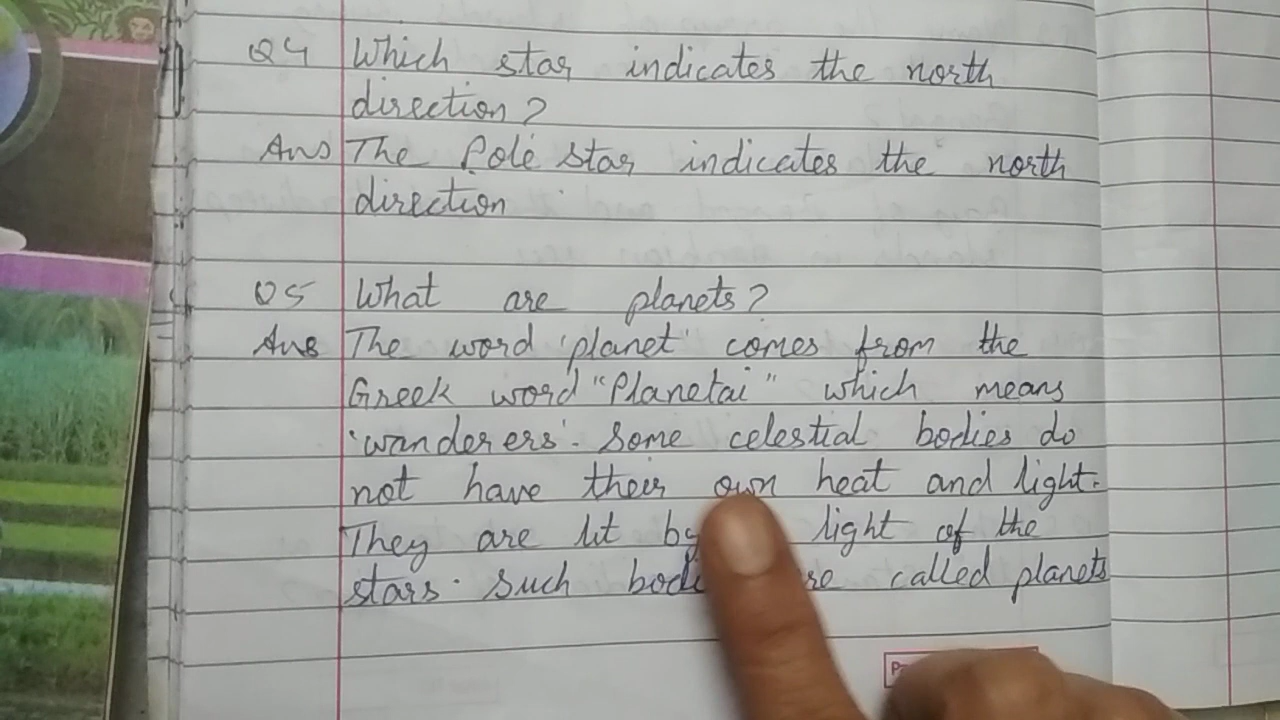 Q4 Which star indicates the north
direction?
Ans The Pole star indicates the north
direction
Q5 What are planets?
Ans The word 'planet' comes from the
Greek word "Planetai" which means
'wanderers'. Some celestial bodies do
not have their own heat and light.
They are lit by light of the
stars. Such called planets